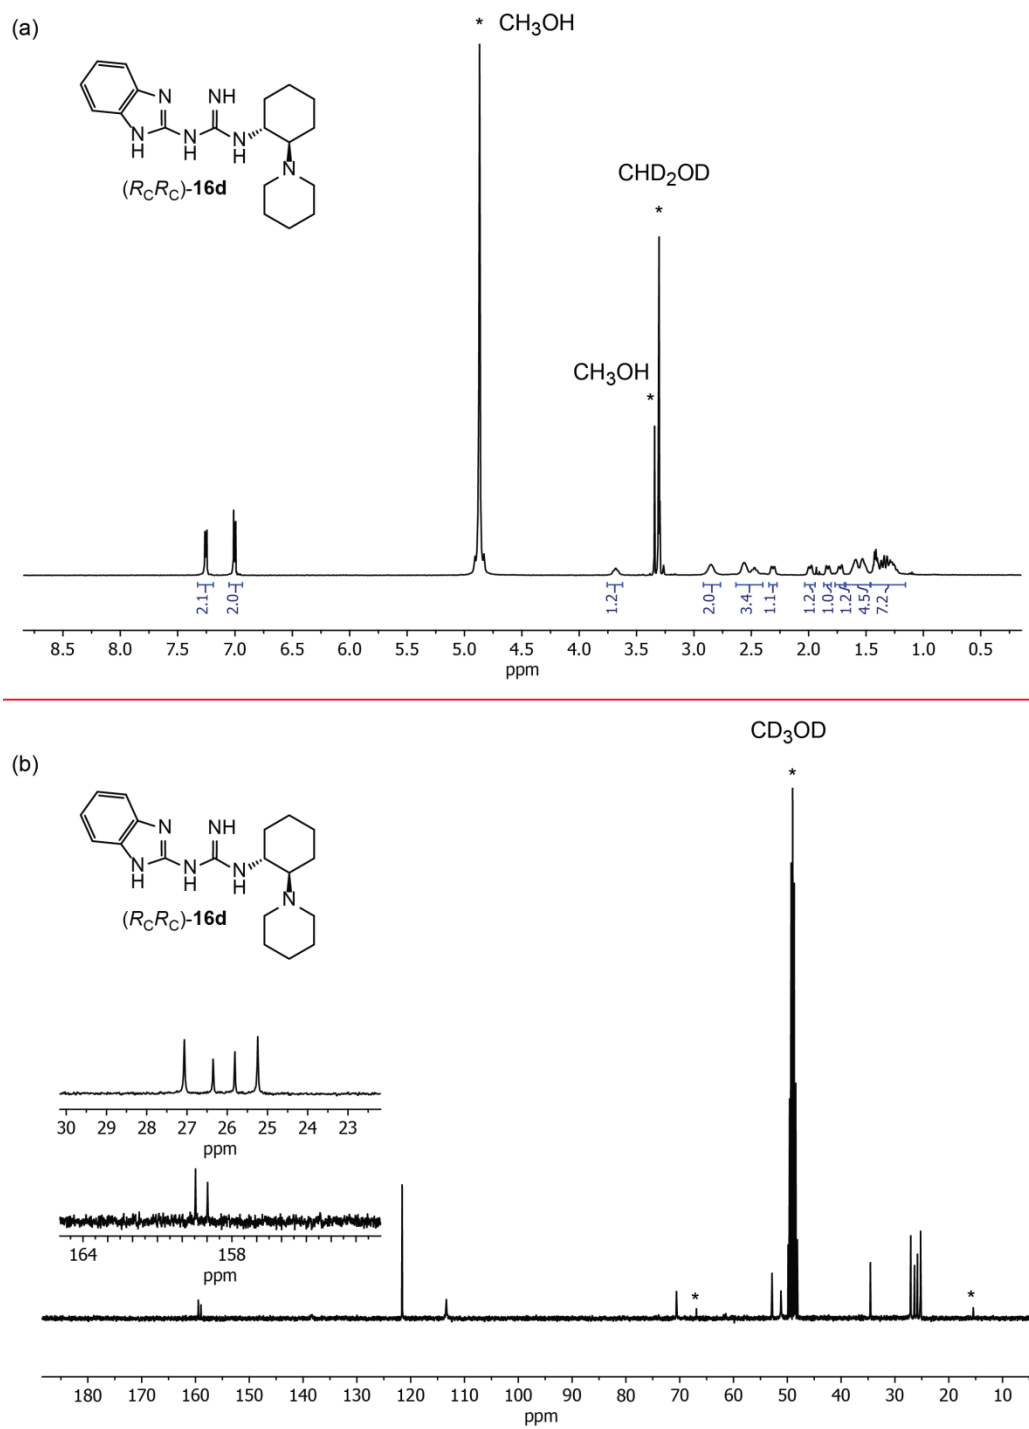 (a)
* CH₃OH
N
NH
N
H
N
H
N
H
N
(R_CR_C)-16d
CHD₂OD
*
CH₃OH
*
2.1
2.0
1.2
2.0
3.4
1.1
1.2
1.0
1.2
4.5
7.2
8.5 8.0 7.5 7.0 6.5 6.0 5.5 5.0 4.5 4.0 3.5 3.0 2.5 2.0 1.5 1.0 0.5
ppm
CD₃OD
*
(b)
N
NH
N
H
N
H
N
H
N
(R_CR_C)-16d
30 29 28 27 26 25 24 23
ppm
164 158
ppm
* *
180 170 160 150 140 130 120 110 100 90 80 70 60 50 40 30 20 10
ppm